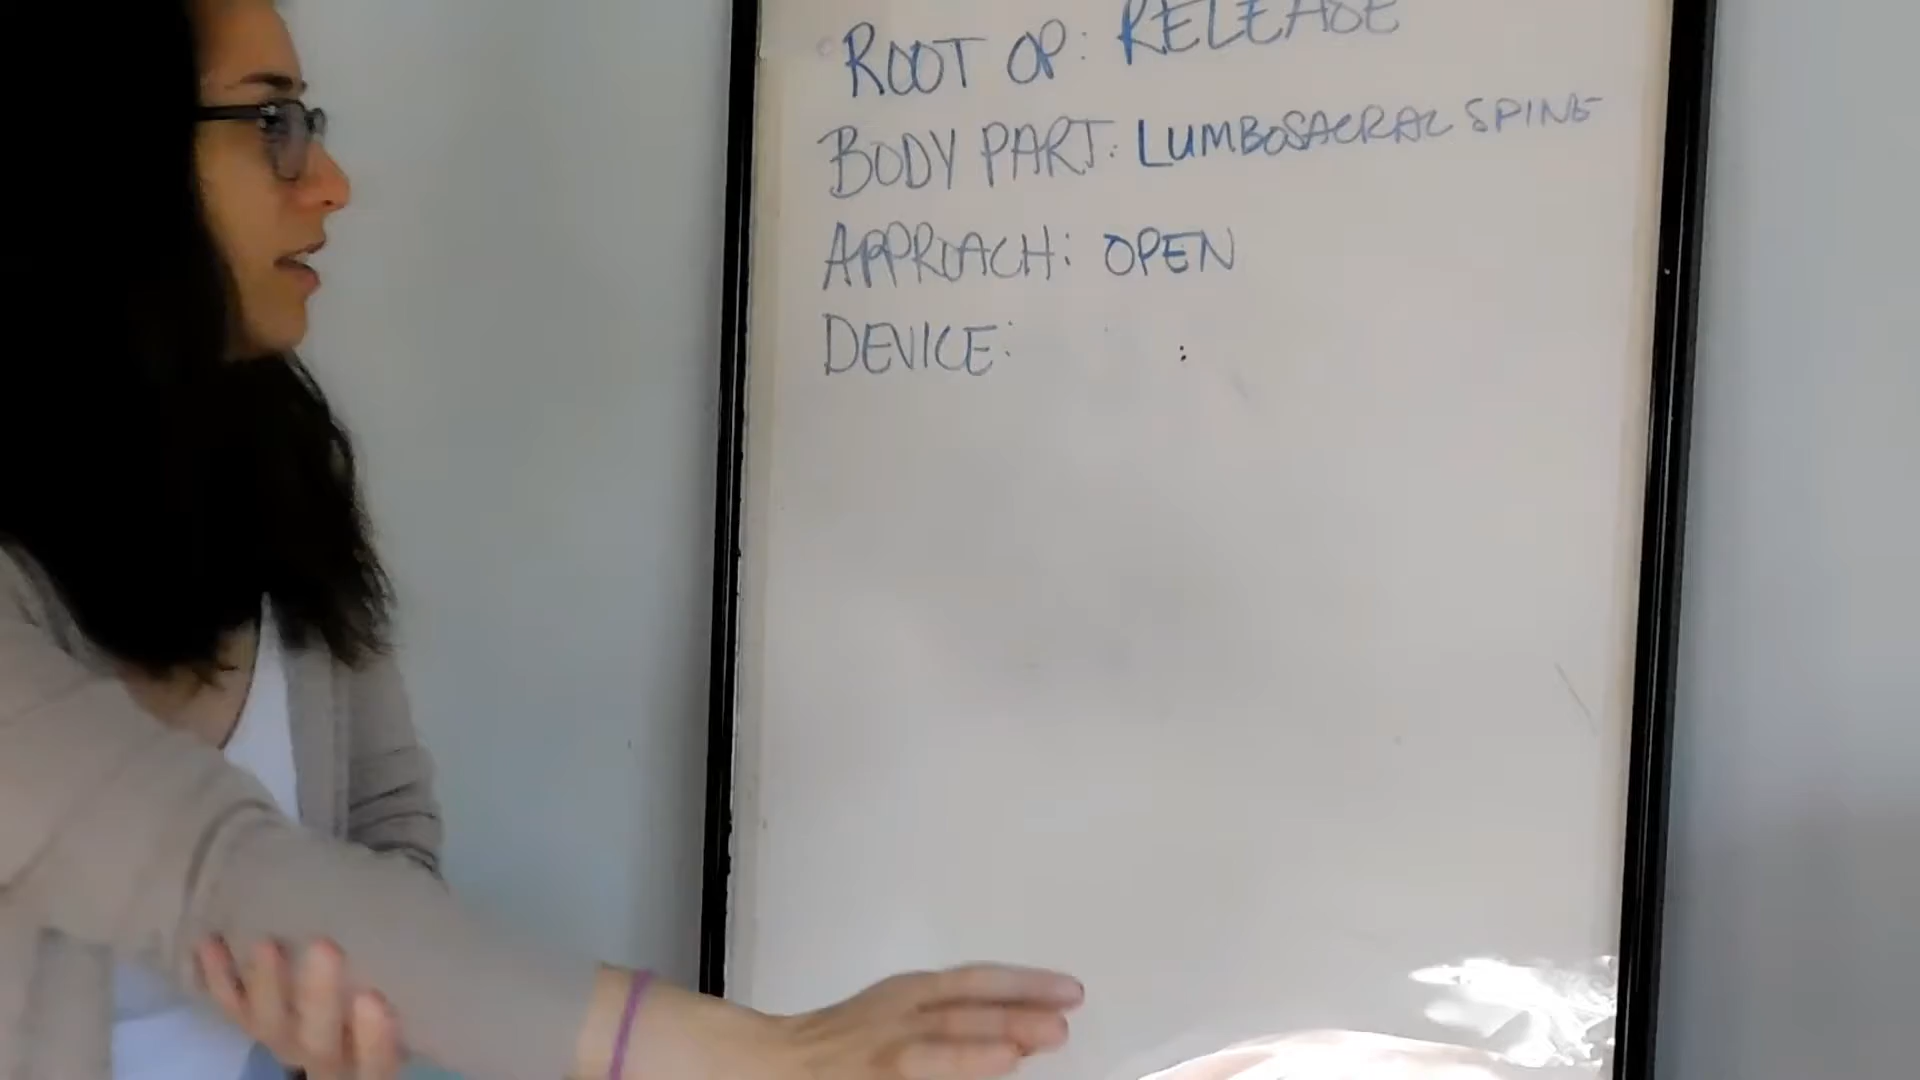 ROOT OP: RELEASE
BODY PART: LUMBOSACRAL SPINE
APPROACH: OPEN
DEVICE: :